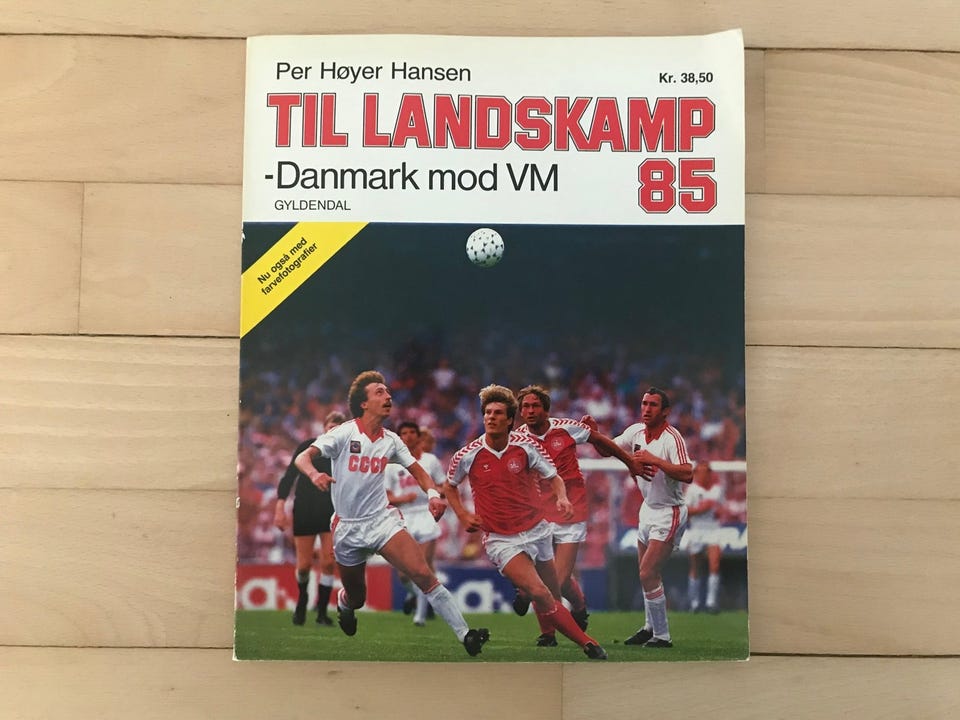 Per Høyer Hansen
Kr. 38,50
TIL LANDSKAMP
85
-Danmark mod VM
GYLDENDAL
Nu også med
farvefotografier
CCCP